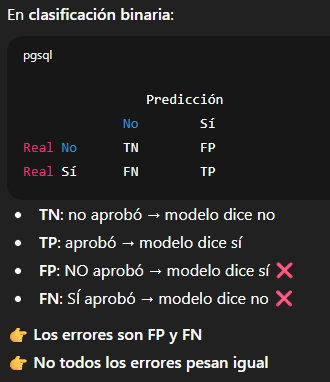 En clasificación binaria:
pgsql
Predicción
No Sí
Real No TN FP
Real Sí FN TP
• TN: no aprobó → modelo dice no
• TP: aprobó → modelo dice sí
• FP: NO aprobó → modelo dice sí ❌
• FN: SÍ aprobó → modelo dice no ❌
👉 Los errores son FP y FN
👉 No todos los errores pesan igual